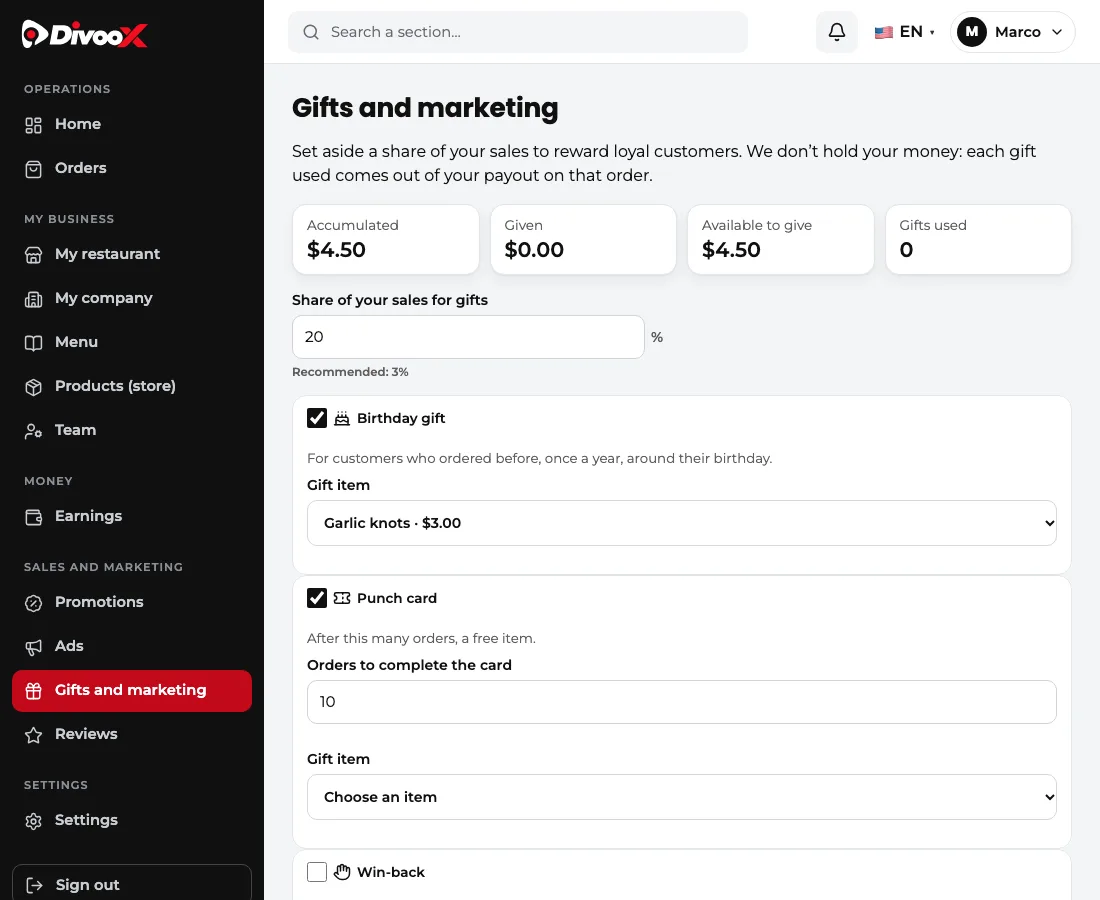 DivooX
Search a section...
EN
M
Marco
OPERATIONS
Home
Orders
MY BUSINESS
My restaurant
My company
Menu
Products (store)
Team
MONEY
Earnings
SALES AND MARKETING
Promotions
Ads
Gifts and marketing
Reviews
SETTINGS
Settings
Sign out
Gifts and marketing
Set aside a share of your sales to reward loyal customers. We don’t hold your money: each gift
used comes out of your payout on that order.
Accumulated
$4.50
Given
$0.00
Available to give
$4.50
Gifts used
0
Share of your sales for gifts
20
%
Recommended: 3%
Birthday gift
For customers who ordered before, once a year, around their birthday.
Gift item
Garlic knots · $3.00
Punch card
After this many orders, a free item.
Orders to complete the card
10
Gift item
Choose an item
Win-back